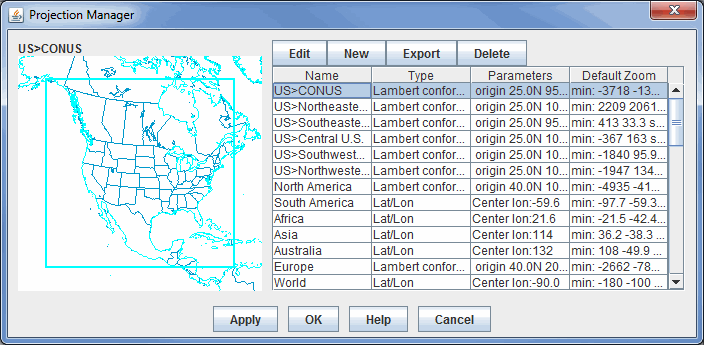 Projection Manager
US>CONUS
Edit New Export Delete
Name Type Parameters Default Zoom
US>CONUS Lambert confor... origin 25.0N 95... min: -3718 -13...
US>Northeaste... Lambert confor... origin 25.0N 10... min: 2209 2061...
US>Southeaste... Lambert confor... origin 25.0N 95... min: 413 33.3 s...
US>Central U.S. Lambert confor... origin 25.0N 10... min: -367 163 s...
US>Southwest... Lambert confor... origin 25.0N 10... min: -1840 95.9...
US>Northweste... Lambert confor... origin 25.0N 10... min: -1947 134...
North America Lambert confor... origin 40.0N 10... min: -4935 -41...
South America Lat/Lon Center lon:-59.6 min: -97.7 -59.3...
Africa Lat/Lon Center lon:21.6 min: -21.5 -42.4...
Asia Lat/Lon Center lon:114 min: 36.2 -38.3 ...
Australia Lat/Lon Center lon:132 min: 108 -49.9 ...
Europe Lambert confor... origin 40.0N 20... min: -2662 -78...
World Lat/Lon Center lon:-90.0 min: -180 -100 ...
Apply OK Help Cancel